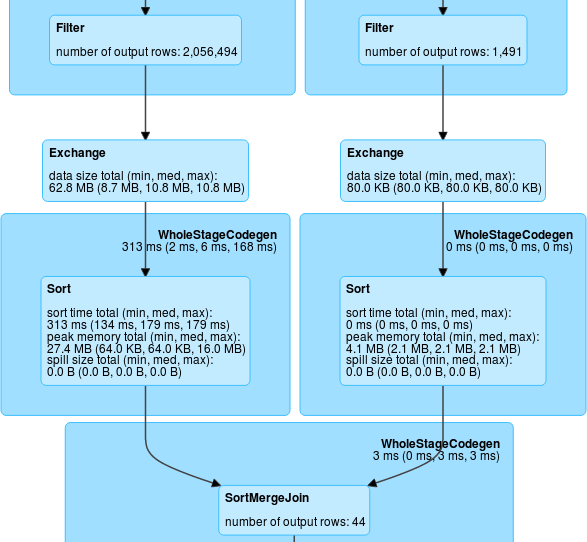 Filter
number of output rows: 2,056,494
Filter
number of output rows: 1,491
Exchange
data size total (min, med, max):
62.8 MB (8.7 MB, 10.8 MB, 10.8 MB)
Exchange
data size total (min, med, max):
80.0 KB (80.0 KB, 80.0 KB, 80.0 KB)
WholeStageCodegen
313 ms (2 ms, 6 ms, 168 ms)
Sort
sort time total (min, med, max):
313 ms (134 ms, 179 ms, 179 ms)
peak memory total (min, med, max):
27.4 MB (64.0 KB, 64.0 KB, 16.0 MB)
spill size total (min, med, max):
0.0 B (0.0 B, 0.0 B, 0.0 B)
WholeStageCodegen
0 ms (0 ms, 0 ms, 0 ms)
Sort
sort time total (min, med, max):
0 ms (0 ms, 0 ms, 0 ms)
peak memory total (min, med, max):
4.1 MB (2.1 MB, 2.1 MB, 2.1 MB)
spill size total (min, med, max):
0.0 B (0.0 B, 0.0 B, 0.0 B)
WholeStageCodegen
3 ms (0 ms, 3 ms, 3 ms)
SortMergeJoin
number of output rows: 44